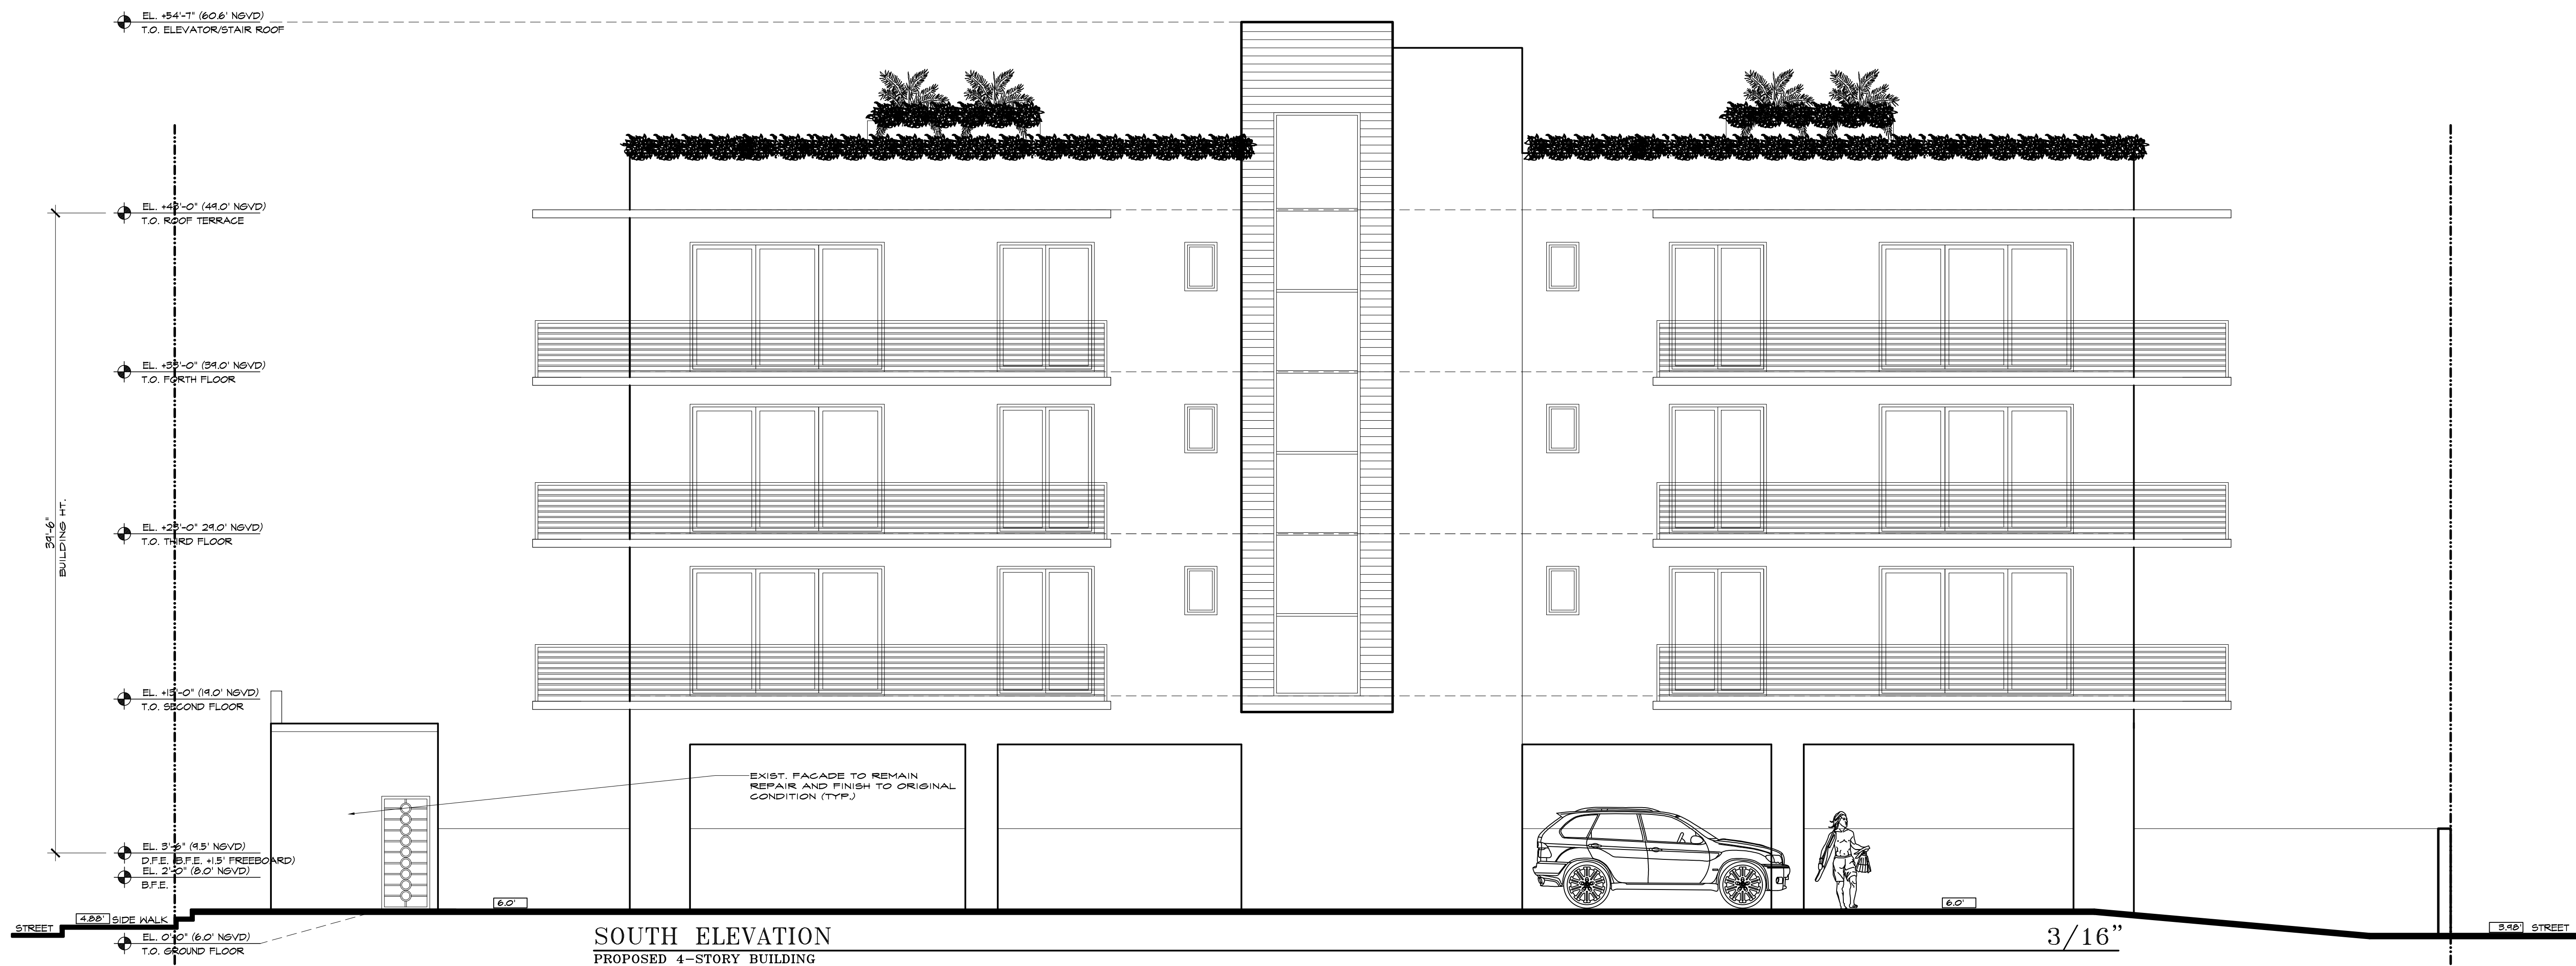 EL. +54'-7" (60.6' NGVD)
T.O. ELEVATOR/STAIR ROOF
EL. +43'-0" (49.0' NGVD)
T.O. ROOF TERRACE
EL. +33'-0" (39.0' NGVD)
T.O. FORTH FLOOR
39'-6"
BUILDING HT.
EL. +23'-0" 29.0' NGVD)
T.O. THIRD FLOOR
EL. +13'-0" (19.0' NGVD)
T.O. SECOND FLOOR
EXIST. FACADE TO REMAIN
REPAIR AND FINISH TO ORIGINAL
CONDITION (TYP.)
EL. 3'-6" (9.5' NGVD)
D.F.E. (B.F.E. +1.5' FREEBOARD)
EL. 2'-0" (8.0' NGVD)
B.F.E.
6.0'
6.0'
4.88' SIDE WALK
STREET
3.98' STREET
EL. 0'-0" (6.0' NGVD)
T.O. GROUND FLOOR
SOUTH ELEVATION
3/16"
PROPOSED 4-STORY BUILDING